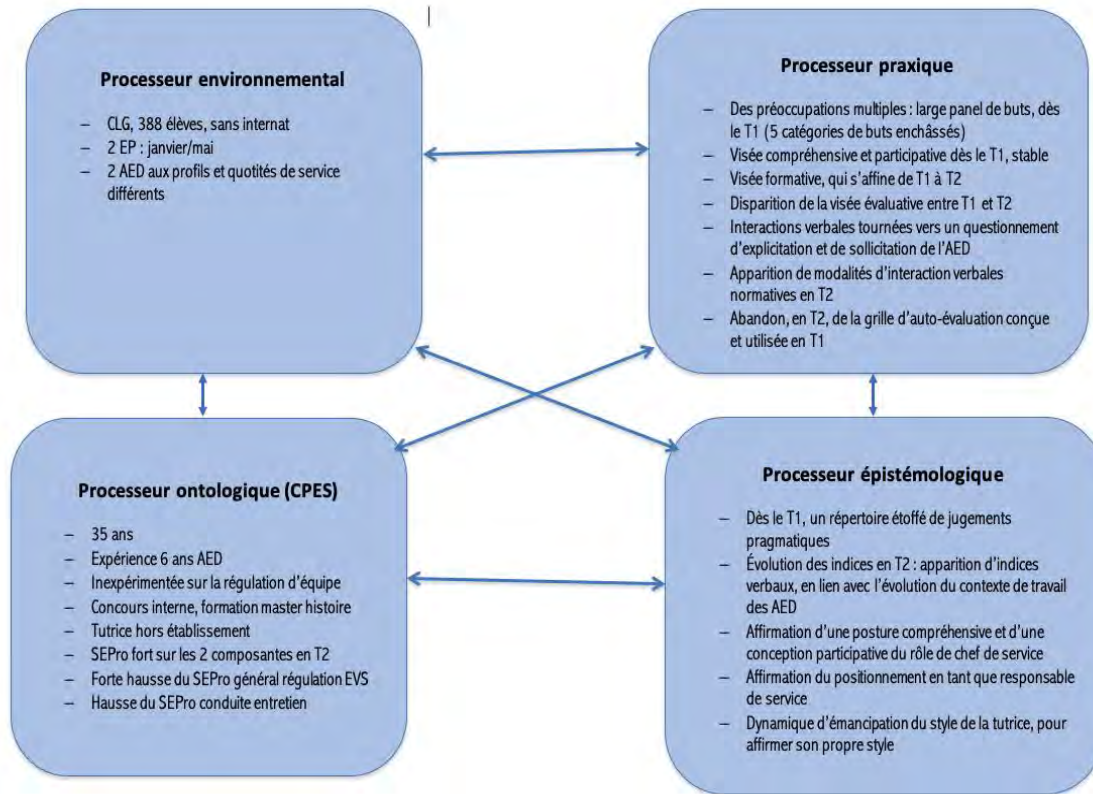 Processeur environnemental
– CLG, 388 élèves, sans internat
– 2 EP : janvier/mai
– 2 AED aux profils et quotités de service
différents
Processeur praxique
– Des préoccupations multiples : large panel de buts, dès
le T1 (5 catégories de buts enchâssés)
– Visée compréhensive et participative dès le T1, stable
– Visée formative, qui s'affine de T1 à T2
– Disparition de la visée évaluative entre T1 et T2
– Interactions verbales tournées vers un questionnement
d'explicitation et de sollicitation de l'AED
– Apparition de modalités d'interaction verbales
normatives en T2
– Abandon, en T2, de la grille d'auto-évaluation conçue
et utilisée en T1
Processeur ontologique (CPES)
– 35 ans
– Expérience 6 ans AED
– Inexpérimentée sur la régulation d'équipe
– Concours interne, formation master histoire
– Tutrice hors établissement
– SEPro fort sur les 2 composantes en T2
– Forte hausse du SEPro général régulation EVS
– Hausse du SEPro conduite entretien
Processeur épistémologique
– Dès le T1, un répertoire étoffé de jugements
pragmatiques
– Évolution des indices en T2 : apparition d'indices
verbaux, en lien avec l'évolution du contexte de travail
des AED
– Affirmation d'une posture compréhensive et d'une
conception participative du rôle de chef de service
– Affirmation du positionnement en tant que responsable
de service
– Dynamique d'émancipation du style de la tutrice, pour
affirmer son propre style